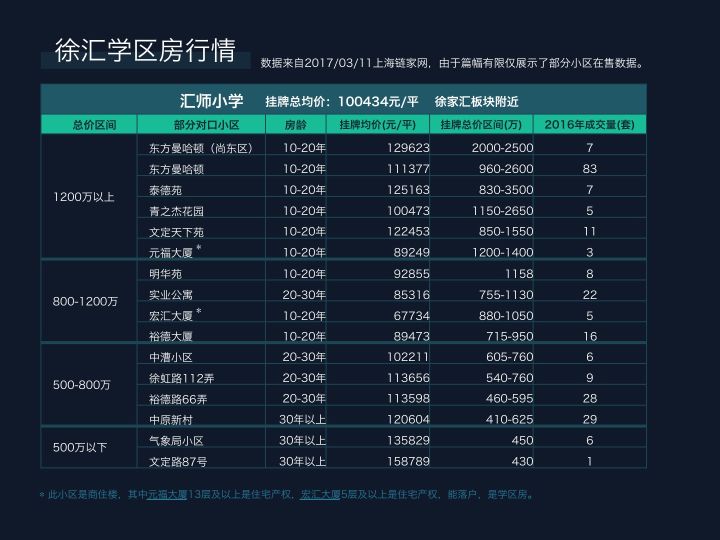 徐汇学区房行情
数据来自2017/03/11上海链家网，由于篇幅有限仅展示了部分小区在售数据。
汇师小学 挂牌总均价：100434元/平 徐家汇板块附近
总价区间 部分对口小区 房龄 挂牌均价(元/平) 挂牌总价区间(万) 2016年成交量(套)
东方曼哈顿（尚东区） 10-20年 129623 2000-2500 7
东方曼哈顿 10-20年 111377 960-2600 83
泰德苑 10-20年 125163 830-3500 7
1200万以上
青之杰花园 10-20年 100473 1150-2650 5
文定天下苑 10-20年 122453 850-1550 11
元福大厦* 10-20年 89249 1200-1400 3
明华苑 10-20年 92855 1158 8
实业公寓 20-30年 85316 755-1130 22
800-1200万
宏汇大厦* 10-20年 67734 880-1050 5
裕德大厦 10-20年 89473 715-950 16
中漕小区 20-30年 102211 605-760 6
徐虹路112弄 20-30年 113656 540-760 9
500-800万
裕德路66弄 20-30年 113598 460-595 28
中原新村 30年以上 120604 410-625 29
气象局小区 30年以上 135829 450 6
500万以下
文定路87号 30年以上 158789 430 1
* 此小区是商住楼，其中元福大厦13层及以上是住宅产权，宏汇大厦5层及以上是住宅产权，能落户，是学区房。